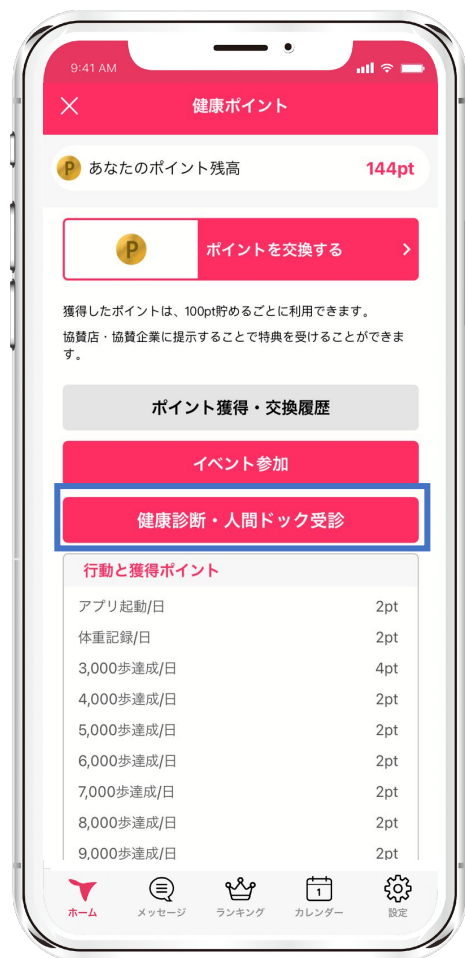 9:41 AM
健康ポイント
P あなたのポイント残高 144pt
P ポイントを交換する
獲得したポイントは、100pt貯めるごとに利用できます。
協賛店・協賛企業に提示することで特典を受けることができま
す。
ポイント獲得・交換履歴
イベント参加
健康診断・人間ドック受診
行動と獲得ポイント
アプリ起動/日 2pt
体重記録/日 2pt
3,000歩達成/日 4pt
4,000歩達成/日 2pt
5,000歩達成/日 2pt
6,000歩達成/日 2pt
7,000歩達成/日 2pt
8,000歩達成/日 2pt
9,000歩達成/日 2pt
1
ホーム メッセージ ランキング カレンダー 設定